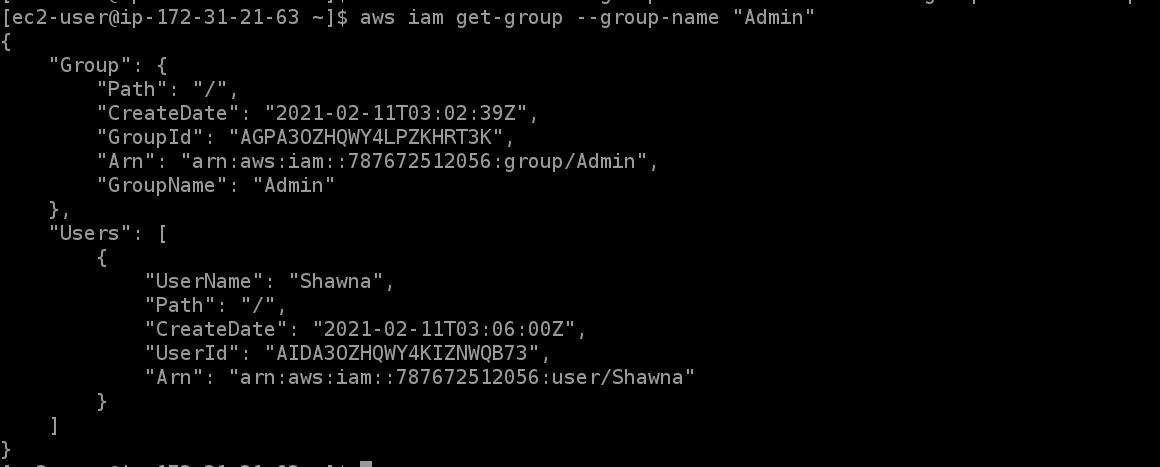 [ec2-user@ip-172-31-21-63 ~]$ aws iam get-group --group-name "Admin"
{
    "Group": {
        "Path": "/",
        "CreateDate": "2021-02-11T03:02:39Z",
        "GroupId": "AGPA3OZHQWY4LPZKHRT3K",
        "Arn": "arn:aws:iam::787672512056:group/Admin",
        "GroupName": "Admin"
    },
    "Users": [
        {
            "UserName": "Shawna",
            "Path": "/",
            "CreateDate": "2021-02-11T03:06:00Z",
            "UserId": "AIDA3OZHQWY4KIZNWQB73",
            "Arn": "arn:aws:iam::787672512056:user/Shawna"
        }
    ]
}